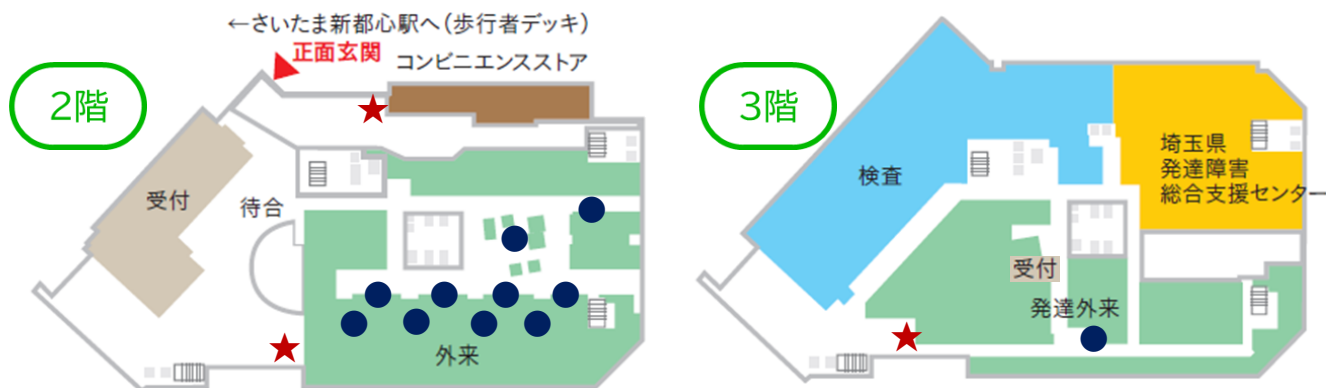 ←さいたま新都心駅へ(歩行者デッキ)
正面玄関
コンビニエンスストア
2階
受付
待合
外来
3階
検査
埼玉県
発達障害
総合支援センター
受付
発達外来